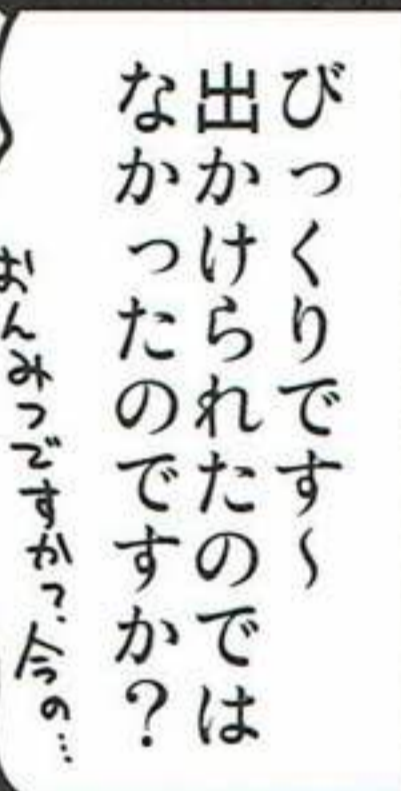 びっくりです～
出かけられたのでは
なかったのですか？
おんみつですか？今の…